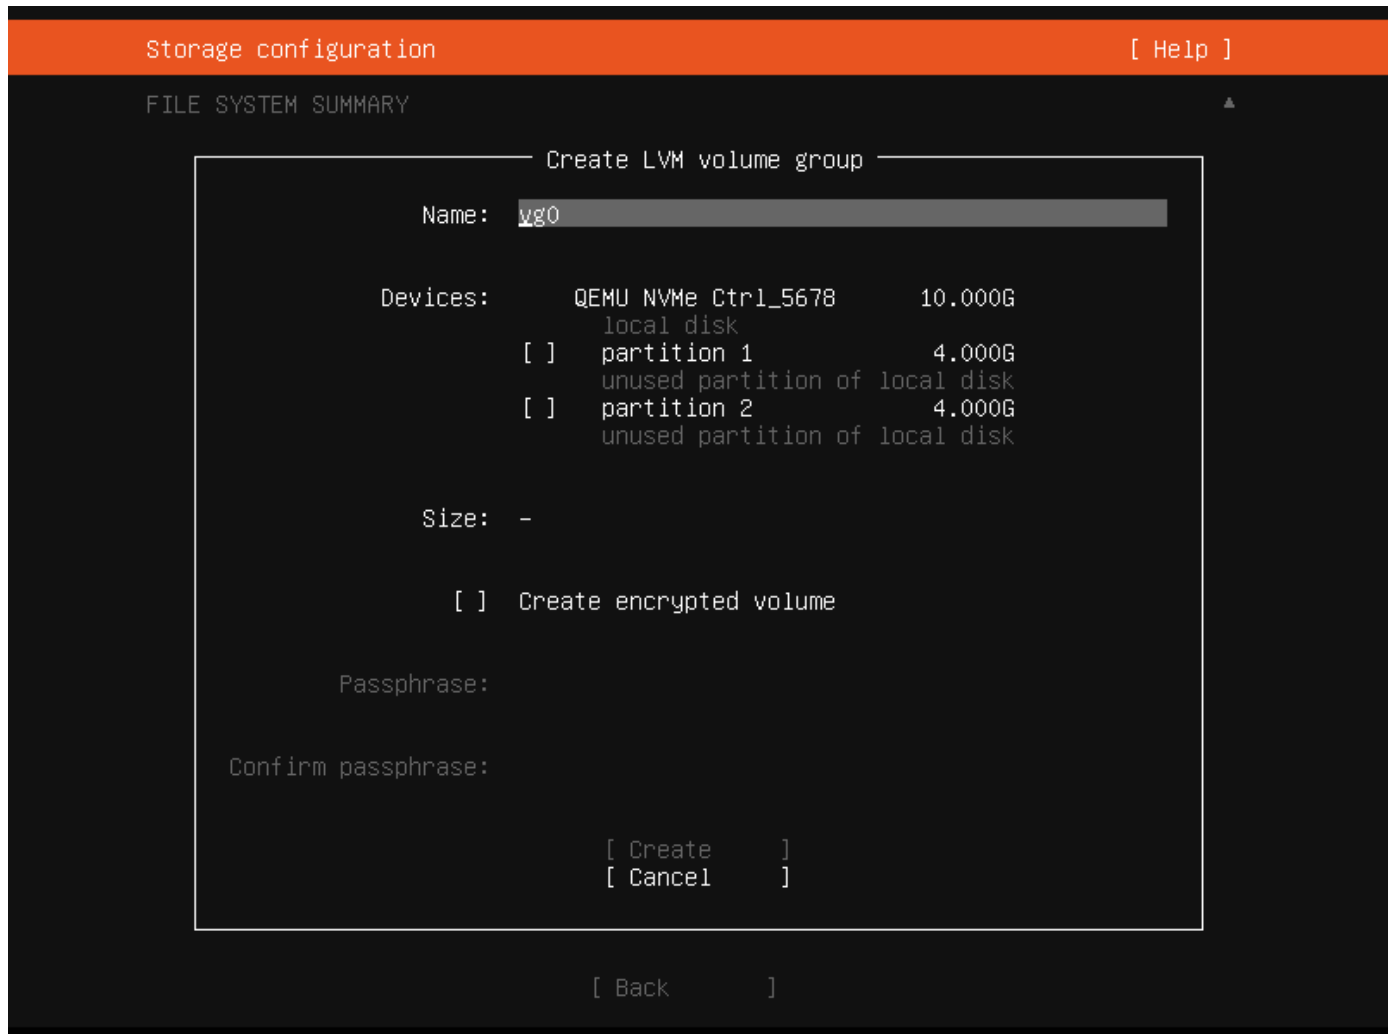 Storage configuration [ Help ]
FILE SYSTEM SUMMARY ▲
Create LVM volume group
Name: vg0
Devices: QEMU NVMe Ctrl_5678 10.000G
local disk
[ ] partition 1 4.000G
unused partition of local disk
[ ] partition 2 4.000G
unused partition of local disk
Size: -
[ ] Create encrypted volume
Passphrase:
Confirm passphrase:
[ Create ]
[ Cancel ]
[ Back ]